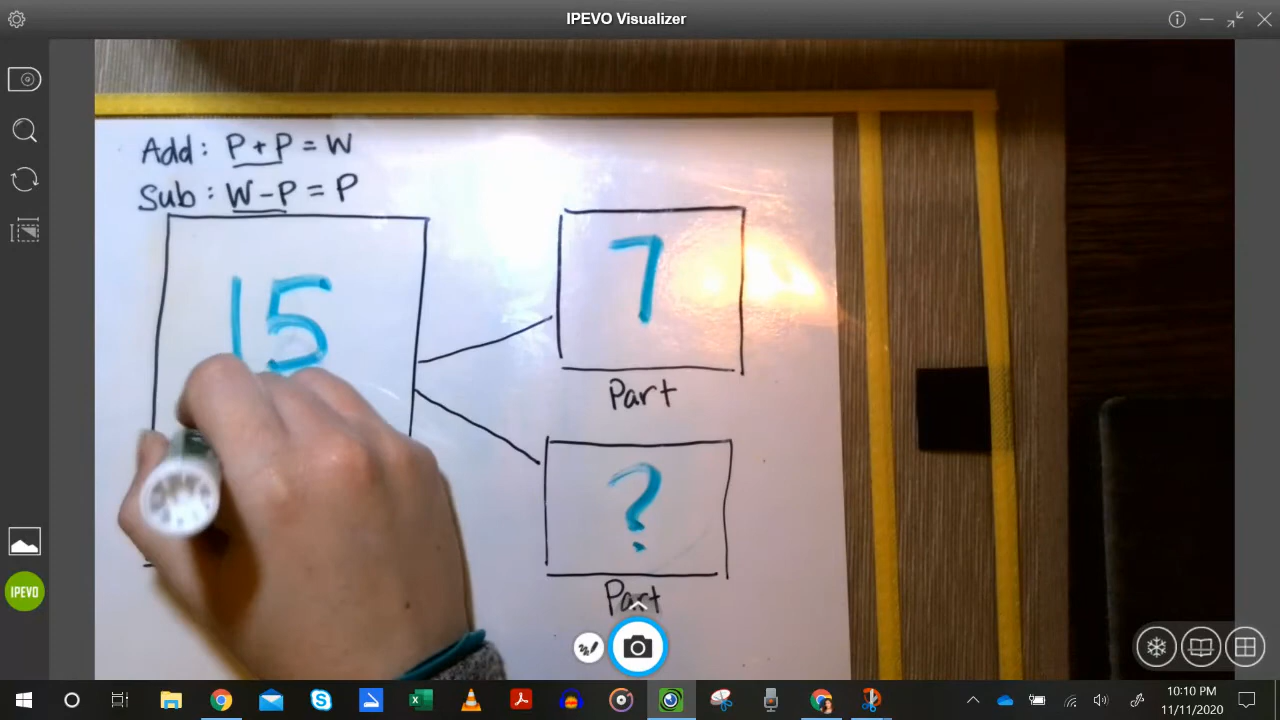 IPEVO Visualizer
Add: P + P = W
Sub: W - P = P
15
7
Part
?
Part
IPEVO
10:10 PM
11/11/2020